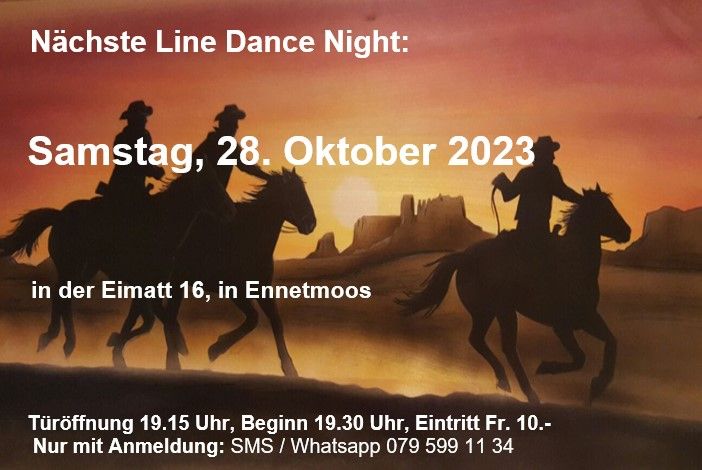 Nächste Line Dance Night:
Samstag, 28. Oktober 2023
in der Eimatt 16, in Ennetmoos
Türöffnung 19.15 Uhr, Beginn 19.30 Uhr, Eintritt Fr. 10.-
Nur mit Anmeldung: SMS / Whatsapp 079 599 11 34